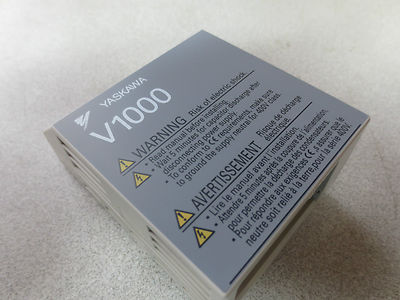 YASKAWA
V1000
WARNING Risk of electric shock.
• Read manual before installing.
• Wait 5 minutes for capacitor discharge after
disconnecting power supply.
• To conform to CE requirements, make sure
to ground the supply neutral for 400V class.
AVERTISSEMENT Risque de décharge
électrique
• Lire le manuel avant l'installation.
• Attendre 5 minutes après la coupure de l'alimentation,
pour permettre la décharge des condensateurs.
• Pour répondre aux exigences CE s'assurer que le
neutre soit relié à la terre, pour la série 400V